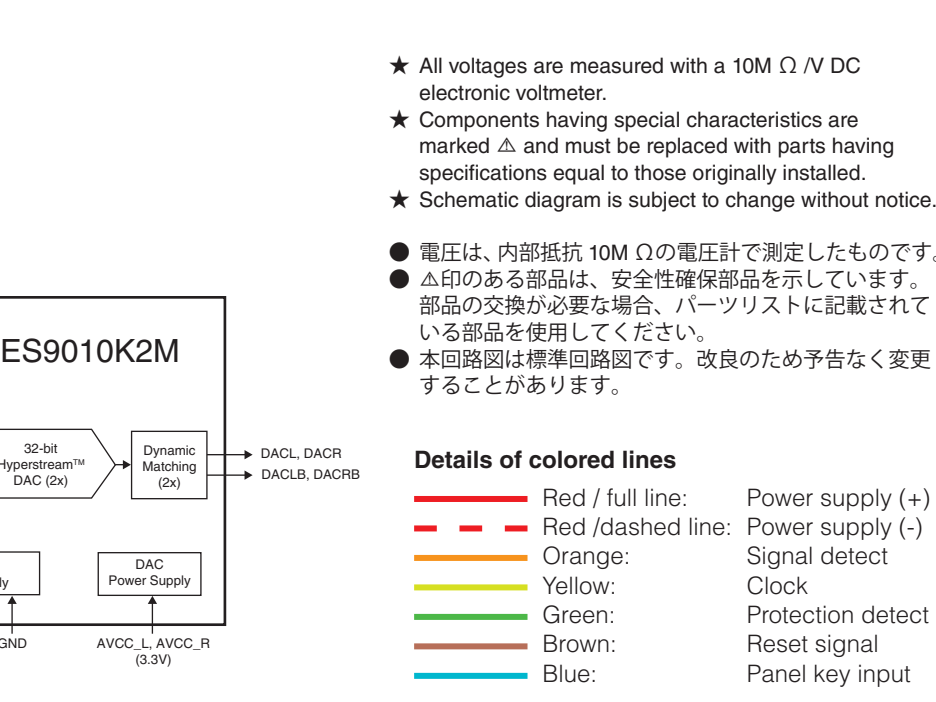 ★ All voltages are measured with a 10M Ω /V DC
electronic voltmeter.
★ Components having special characteristics are
marked ⚠ and must be replaced with parts having
specifications equal to those originally installed.
★ Schematic diagram is subject to change without notice.
● 電圧は、内部抵抗 10M Ωの電圧計で測定したものです。
● ⚠印のある部品は、安全性確保部品を示しています。
部品の交換が必要な場合、パーツリストに記載されて
いる部品を使用してください。
● 本回路図は標準回路図です。改良のため予告なく変更
することがあります。
ES9010K2M
32-bit
Hyperstream™
DAC (2x)
Dynamic
Matching
(2x)
DACL, DACR
DACLB, DACRB
DAC
Power Supply
GND
AVCC_L, AVCC_R
(3.3V)
Details of colored lines
Red / full line: Power supply (+)
Red /dashed line: Power supply (-)
Orange: Signal detect
Yellow: Clock
Green: Protection detect
Brown: Reset signal
Blue: Panel key input